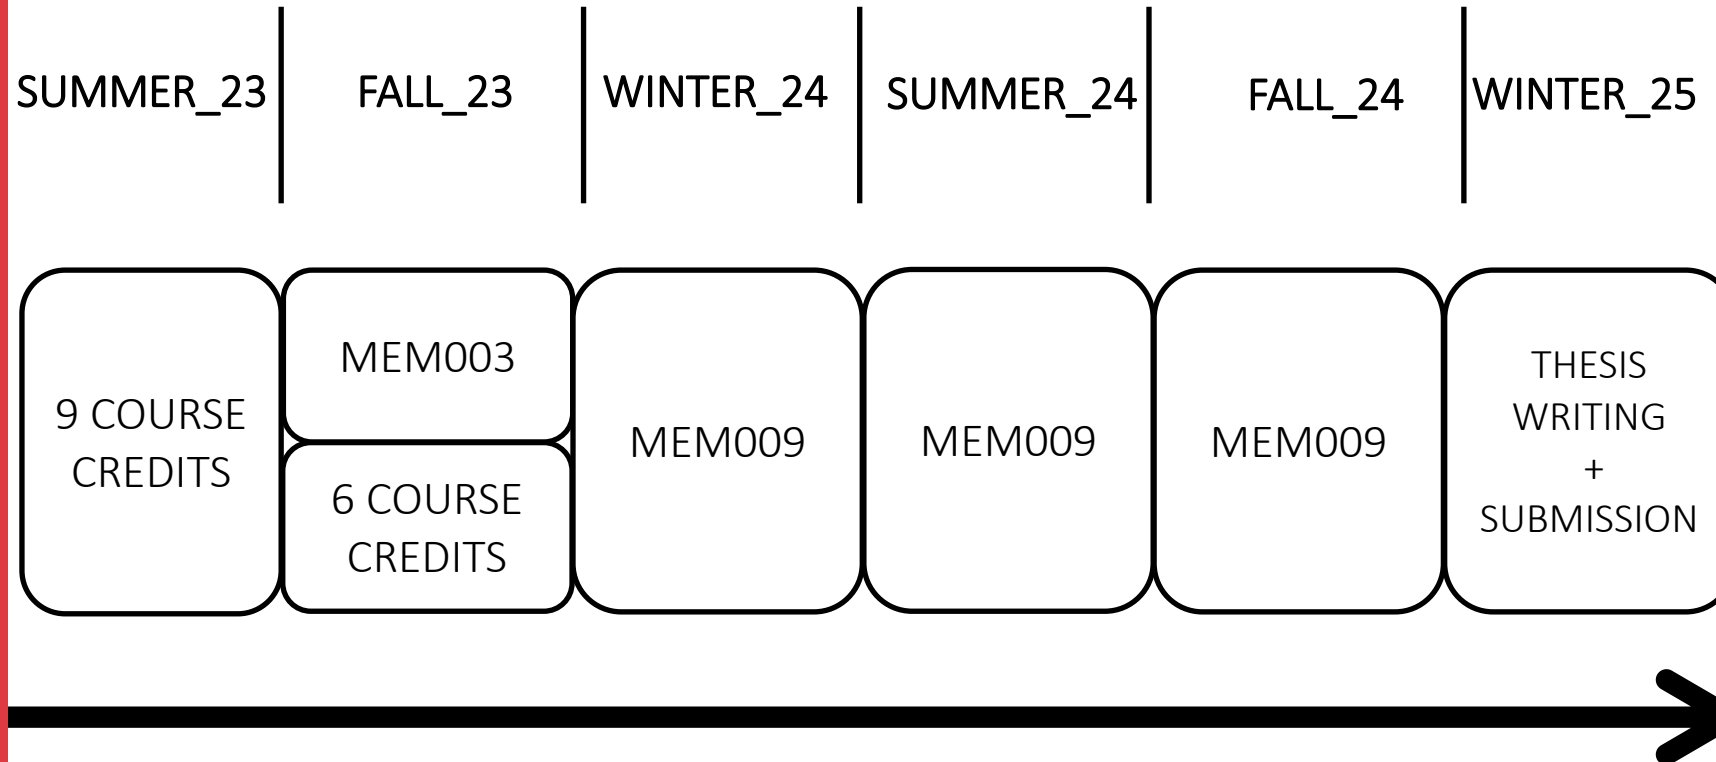 SUMMER_23
FALL_23
WINTER_24
SUMMER_24
FALL_24
WINTER_25
9 COURSE
CREDITS
MEM003
6 COURSE
CREDITS
MEM009
MEM009
MEM009
THESIS
WRITING
+
SUBMISSION